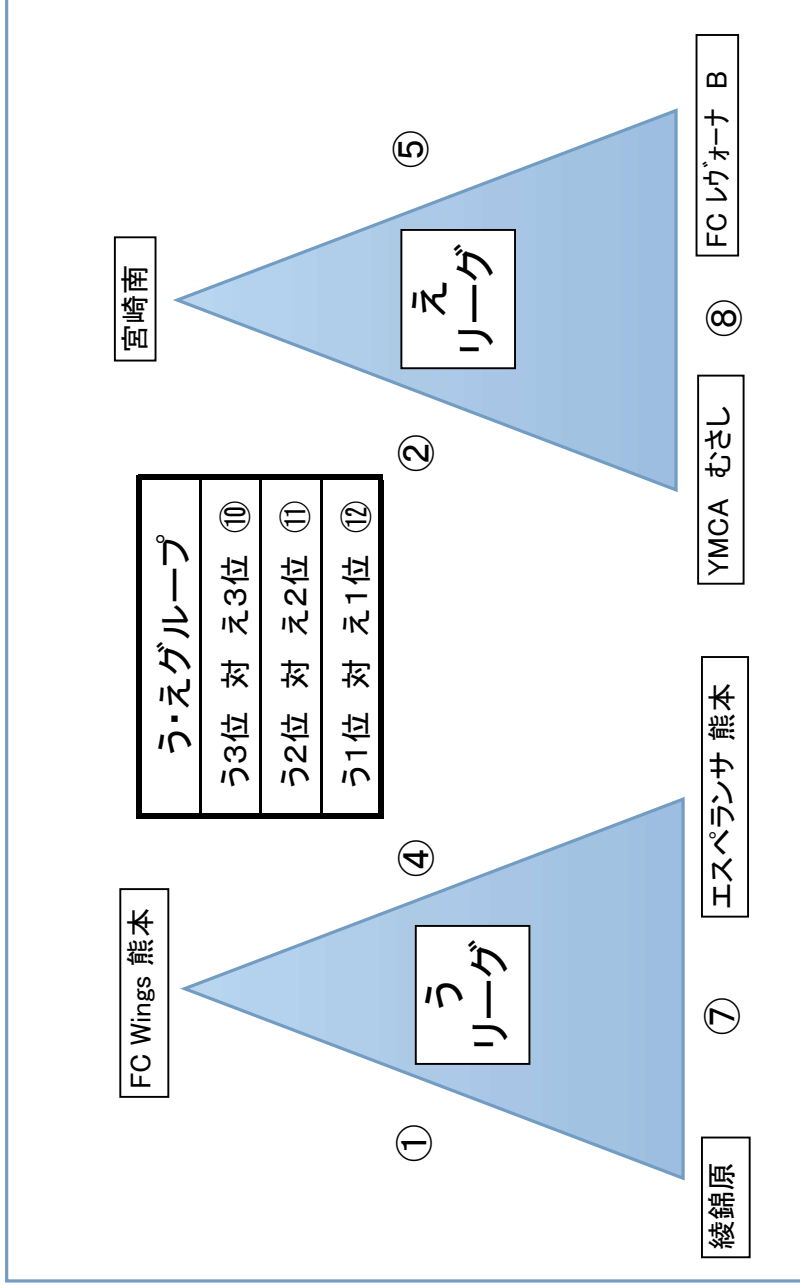 FC Wings 熊本
①
④
う
リーグ
綾錦原
⑦
エスペランサ 熊本
う・えグループ
う3位 対 え3位 ⑩
う2位 対 え2位 ⑪
う1位 対 え1位 ⑫
宮崎南
②
⑤
え
リーグ
YMCA むさし
⑧
FC レヴォーナ B